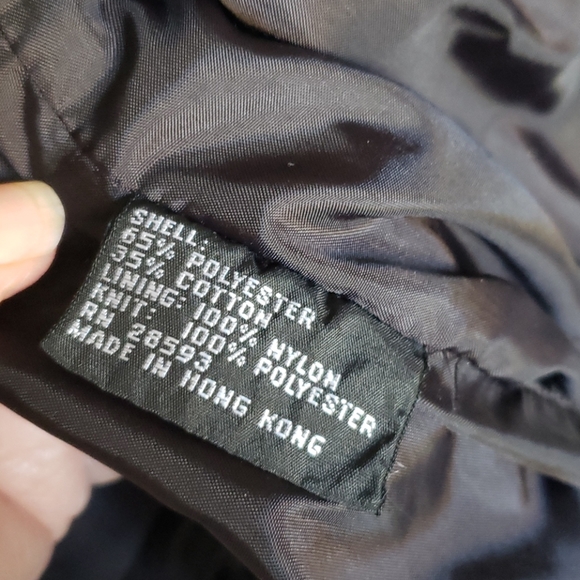 SHELL:
65% POLYESTER
35% COTTON
LINING: 100% NYLON
KNIT: 100% POLYESTER
RN 28593
MADE IN HONG KONG